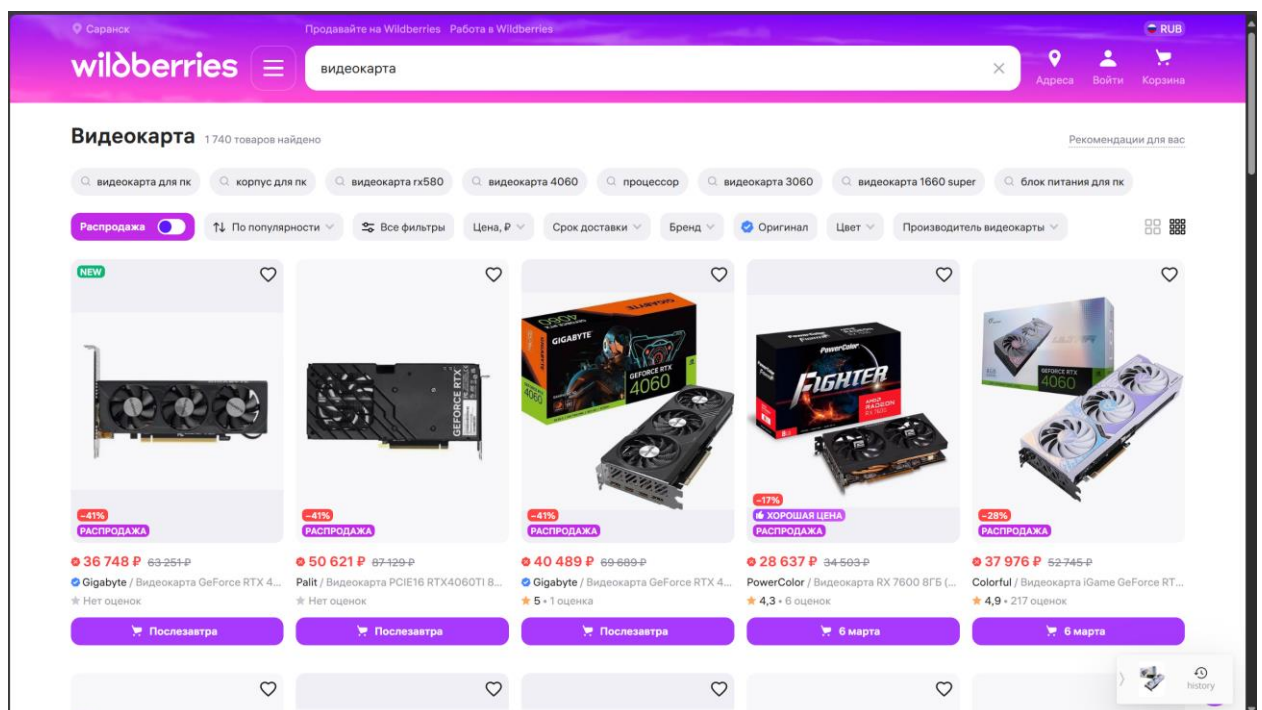 Саранск
Продавайте на Wildberries Работа в Wildberries
RUB
wildberries
видеокарта
Адреса
Войти
Корзина
Видеокарта 1 740 товаров найдено
Рекомендации для вас
видеокарта для пк
корпус для пк
видеокарта rx580
видеокарта 4060
процессор
видеокарта 3060
видеокарта 1660 super
блок питания для пк
Распродажа
По популярности
Все фильтры
Цена, ₽
Срок доставки
Бренд
Оригинал
Цвет
Производитель видеокарты
NEW
−41%
РАСПРОДАЖА
36 748 ₽ 63 251 ₽
Gigabyte / Видеокарта GeForce RTX 4...
Нет оценок
Послезавтра
GEFORCE RTX
−41%
РАСПРОДАЖА
50 621 ₽ 87 129 ₽
Palit / Видеокарта PCIE16 RTX4060TI 8...
Нет оценок
Послезавтра
GIGABYTE
GEFORCE RTX
4060
4060
−41%
РАСПРОДАЖА
40 489 ₽ 69 689 ₽
Gigabyte / Видеокарта GeForce RTX 4...
5 • 1 оценка
Послезавтра
PowerColor
FIGHTER
AMD
RADEON
−17%
ХОРОШАЯ ЦЕНА
РАСПРОДАЖА
28 637 ₽ 34 503 ₽
PowerColor / Видеокарта RX 7600 8ГБ (...
4,3 • 6 оценок
6 марта
GEFORCE RTX
4060
−28%
РАСПРОДАЖА
37 976 ₽ 52 745 ₽
Colorful / Видеокарта iGame GeForce RT...
4,9 • 217 оценок
6 марта
history